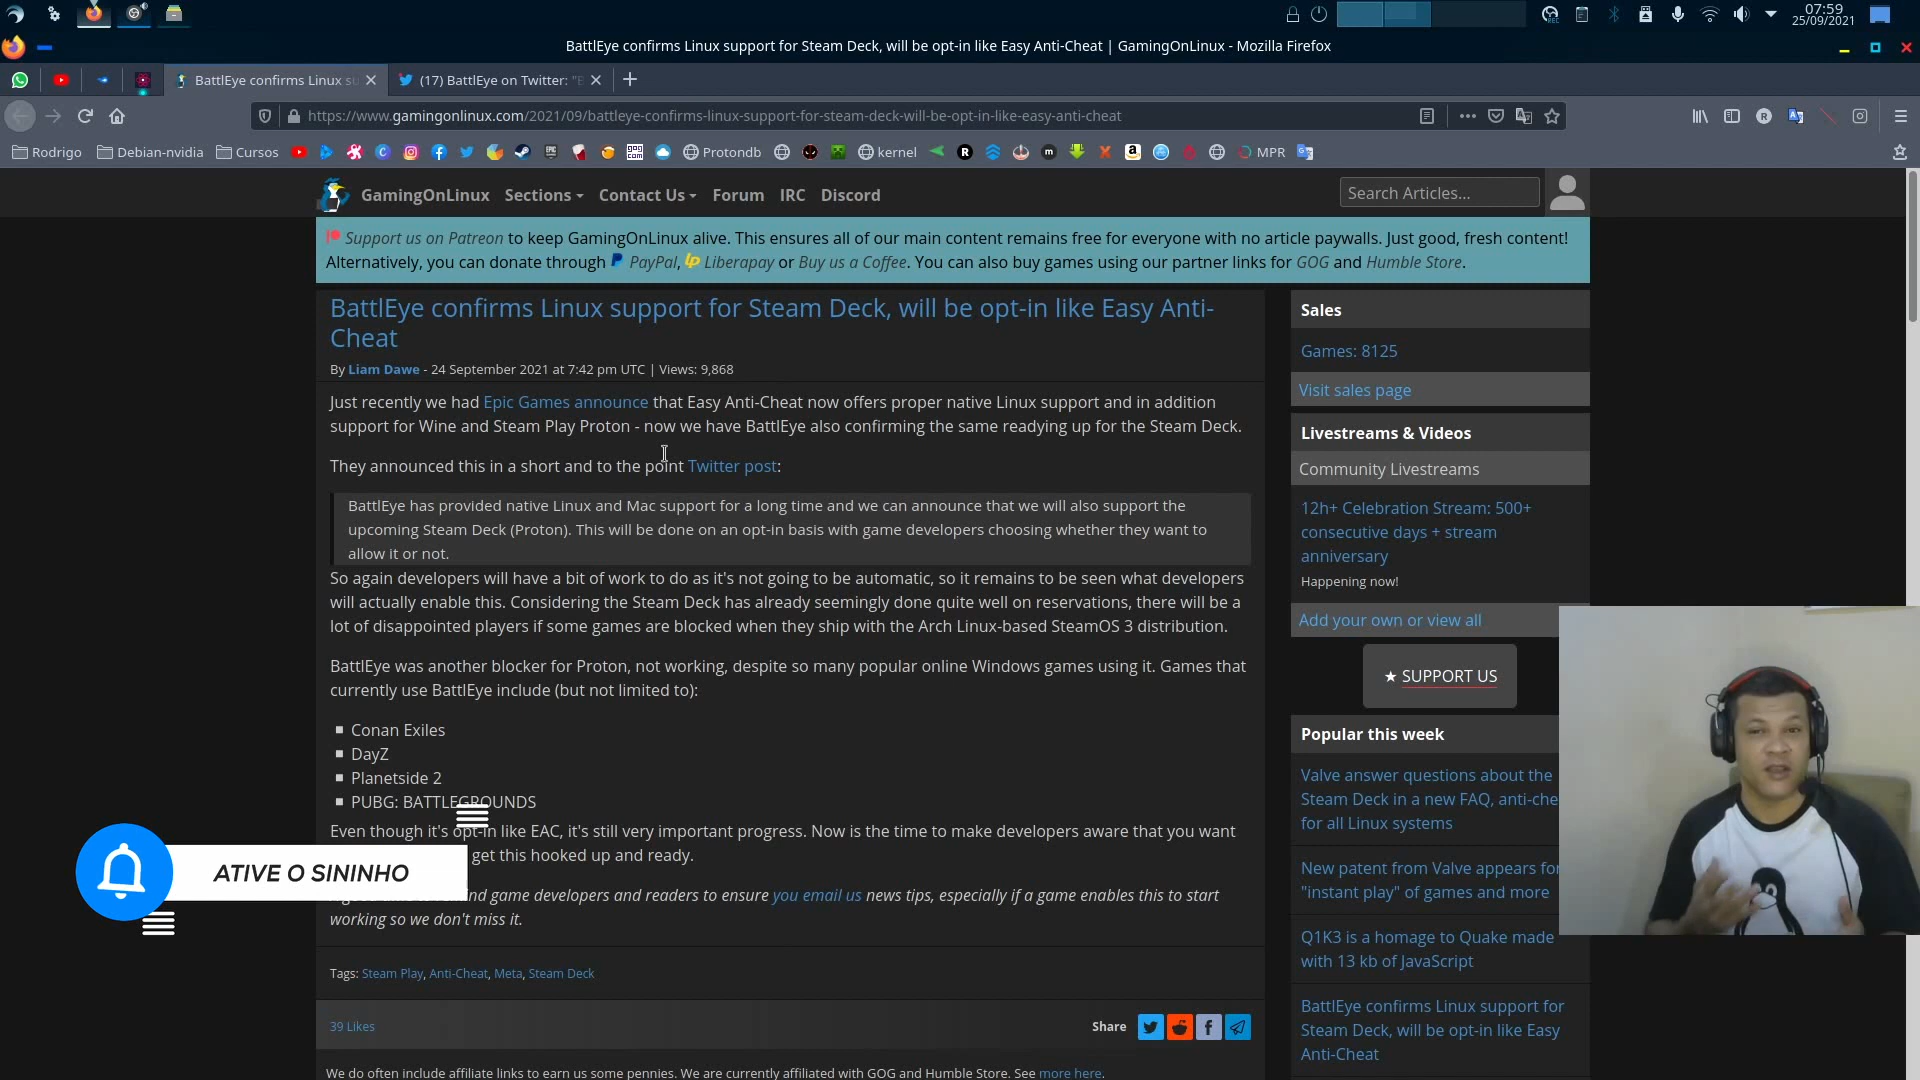 07:59
25/09/2021
BattlEye confirms Linux support for Steam Deck, will be opt-in like Easy Anti-Cheat | GamingOnLinux - Mozilla Firefox
BattlEye confirms Linux su
(17) BattlEye on Twitter: "B
https://www.gamingonlinux.com/2021/09/battleye-confirms-linux-support-for-steam-deck-will-be-opt-in-like-easy-anti-cheat
Rodrigo Debian-nvidia Cursos Protondb kernel MPR
GamingOnLinux Sections Contact Us Forum IRC Discord
Search Articles...
Support us on Patreon to keep GamingOnLinux alive. This ensures all of our main content remains free for everyone with no article paywalls. Just good, fresh content!
Alternatively, you can donate through PayPal, Liberapay or Buy us a Coffee. You can also buy games using our partner links for GOG and Humble Store.
BattlEye confirms Linux support for Steam Deck, will be opt-in like Easy Anti-
Cheat
By Liam Dawe - 24 September 2021 at 7:42 pm UTC | Views: 9,868
Just recently we had Epic Games announce that Easy Anti-Cheat now offers proper native Linux support and in addition
support for Wine and Steam Play Proton - now we have BattlEye also confirming the same readying up for the Steam Deck.
They announced this in a short and to the point Twitter post:
BattlEye has provided native Linux and Mac support for a long time and we can announce that we will also support the
upcoming Steam Deck (Proton). This will be done on an opt-in basis with game developers choosing whether they want to
allow it or not.
So again developers will have a bit of work to do as it's not going to be automatic, so it remains to be seen what developers
will actually enable this. Considering the Steam Deck has already seemingly done quite well on reservations, there will be a
lot of disappointed players if some games are blocked when they ship with the Arch Linux-based SteamOS 3 distribution.
BattlEye was another blocker for Proton, not working, despite so many popular online Windows games using it. Games that
currently use BattlEye include (but not limited to):
Conan Exiles
DayZ
Planetside 2
PUBG: BATTLEGROUNDS
Even though it's opt-in like EAC, it's still very important progress. Now is the time to make developers aware that you want
get this hooked up and ready.
ATIVE O SININHO
nd game developers and readers to ensure you email us news tips, especially if a game enables this to start
working so we don't miss it.
Tags: Steam Play, Anti-Cheat, Meta, Steam Deck
39 Likes
Share
We do often include affiliate links to earn us some pennies. We are currently affiliated with GOG and Humble Store. See more here.
Sales
Games: 8125
Visit sales page
Livestreams & Videos
Community Livestreams
12h+ Celebration Stream: 500+
consecutive days + stream
anniversary
Happening now!
Add your own or view all
★ SUPPORT US
Popular this week
Valve answer questions about the
Steam Deck in a new FAQ, anti-che
for all Linux systems
New patent from Valve appears for
"instant play" of games and more
Q1K3 is a homage to Quake made
with 13 kb of JavaScript
BattlEye confirms Linux support for
Steam Deck, will be opt-in like Easy
Anti-Cheat